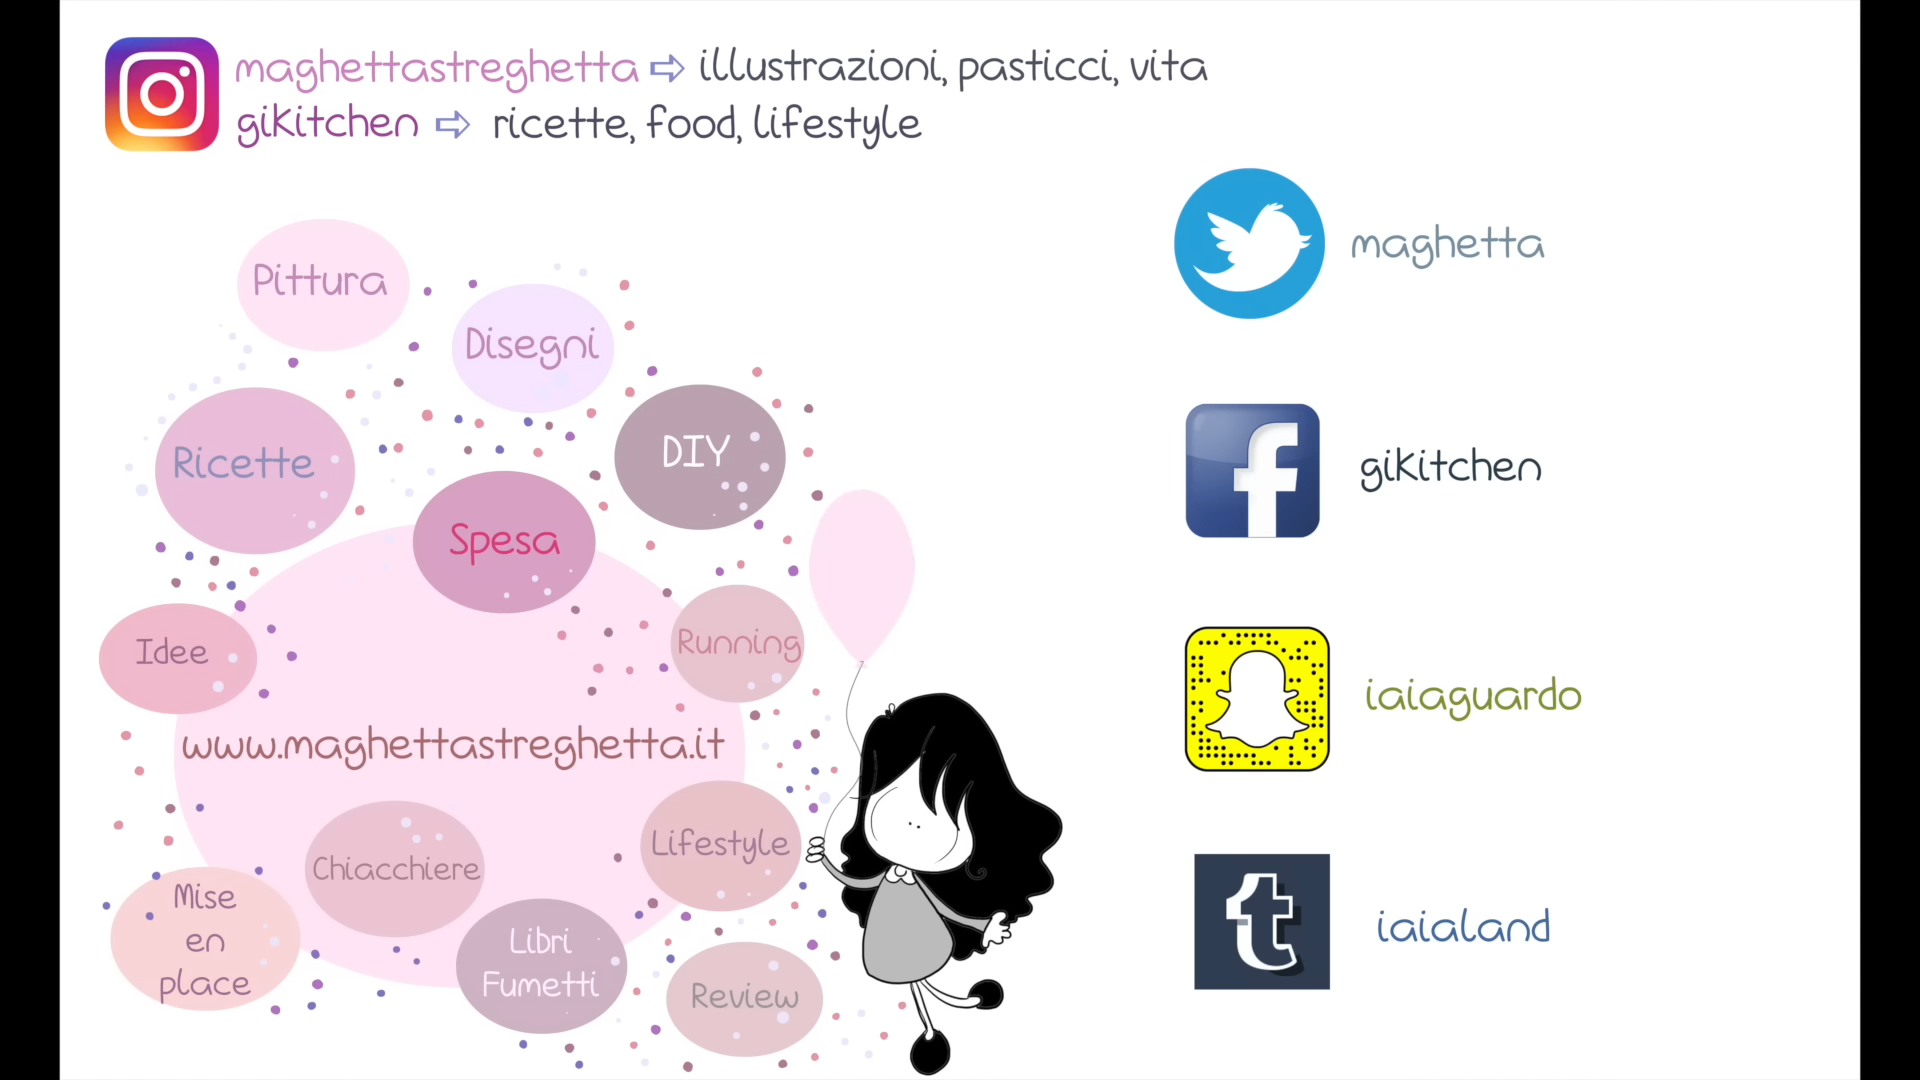 maghettastreghetta ⇨ illustrazioni, pasticci, vita
gikitchen ⇨ ricette, food, lifestyle
maghetta
gikitchen
iaiaguardo
iaialand
Pittura
Disegni
DIY
Ricette
Spesa
Running
Idee
www.maghettastreghetta.it
Chiacchiere
Lifestyle
Mise
en
place
Libri
Fumetti
Review